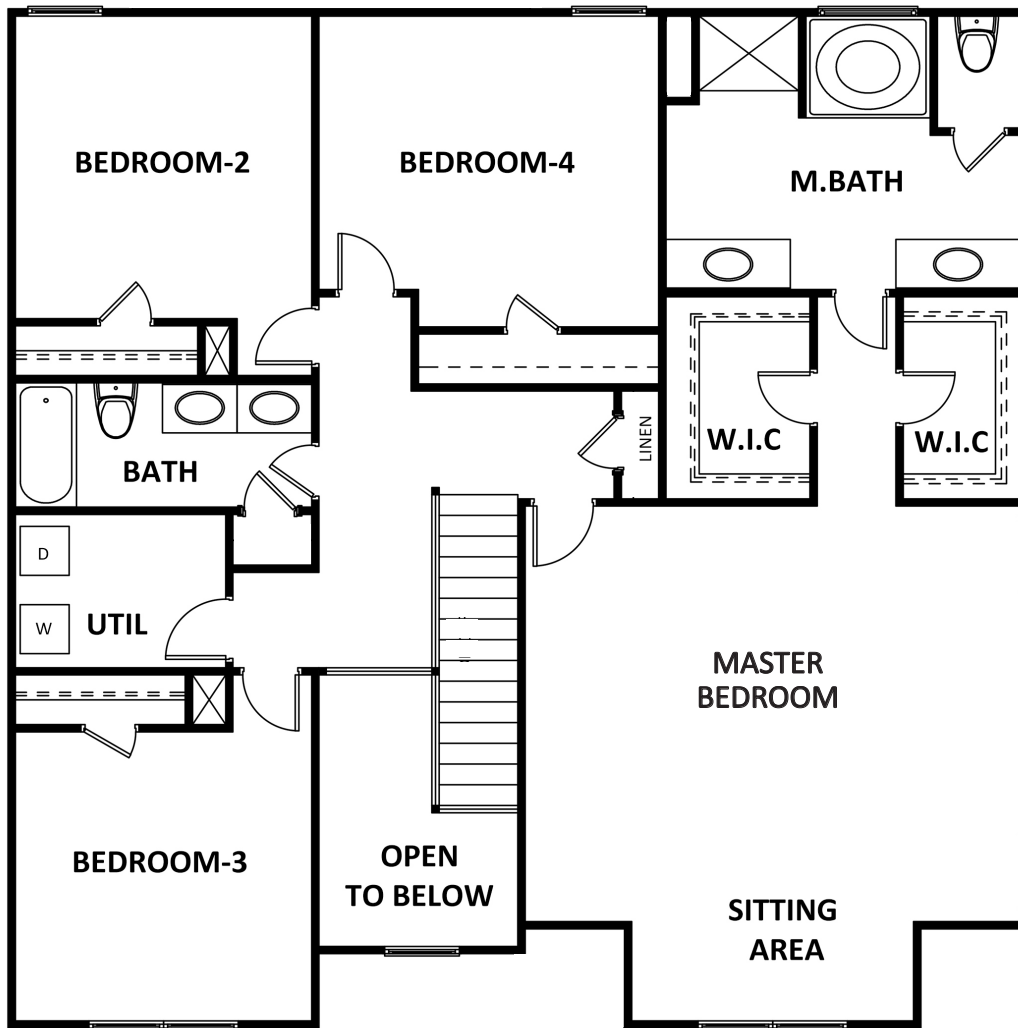 BEDROOM-2
BEDROOM-4
M.BATH
W.I.C
W.I.C
LINEN
BATH
D
W
UTIL
MASTER
BEDROOM
BEDROOM-3
OPEN
TO BELOW
SITTING
AREA